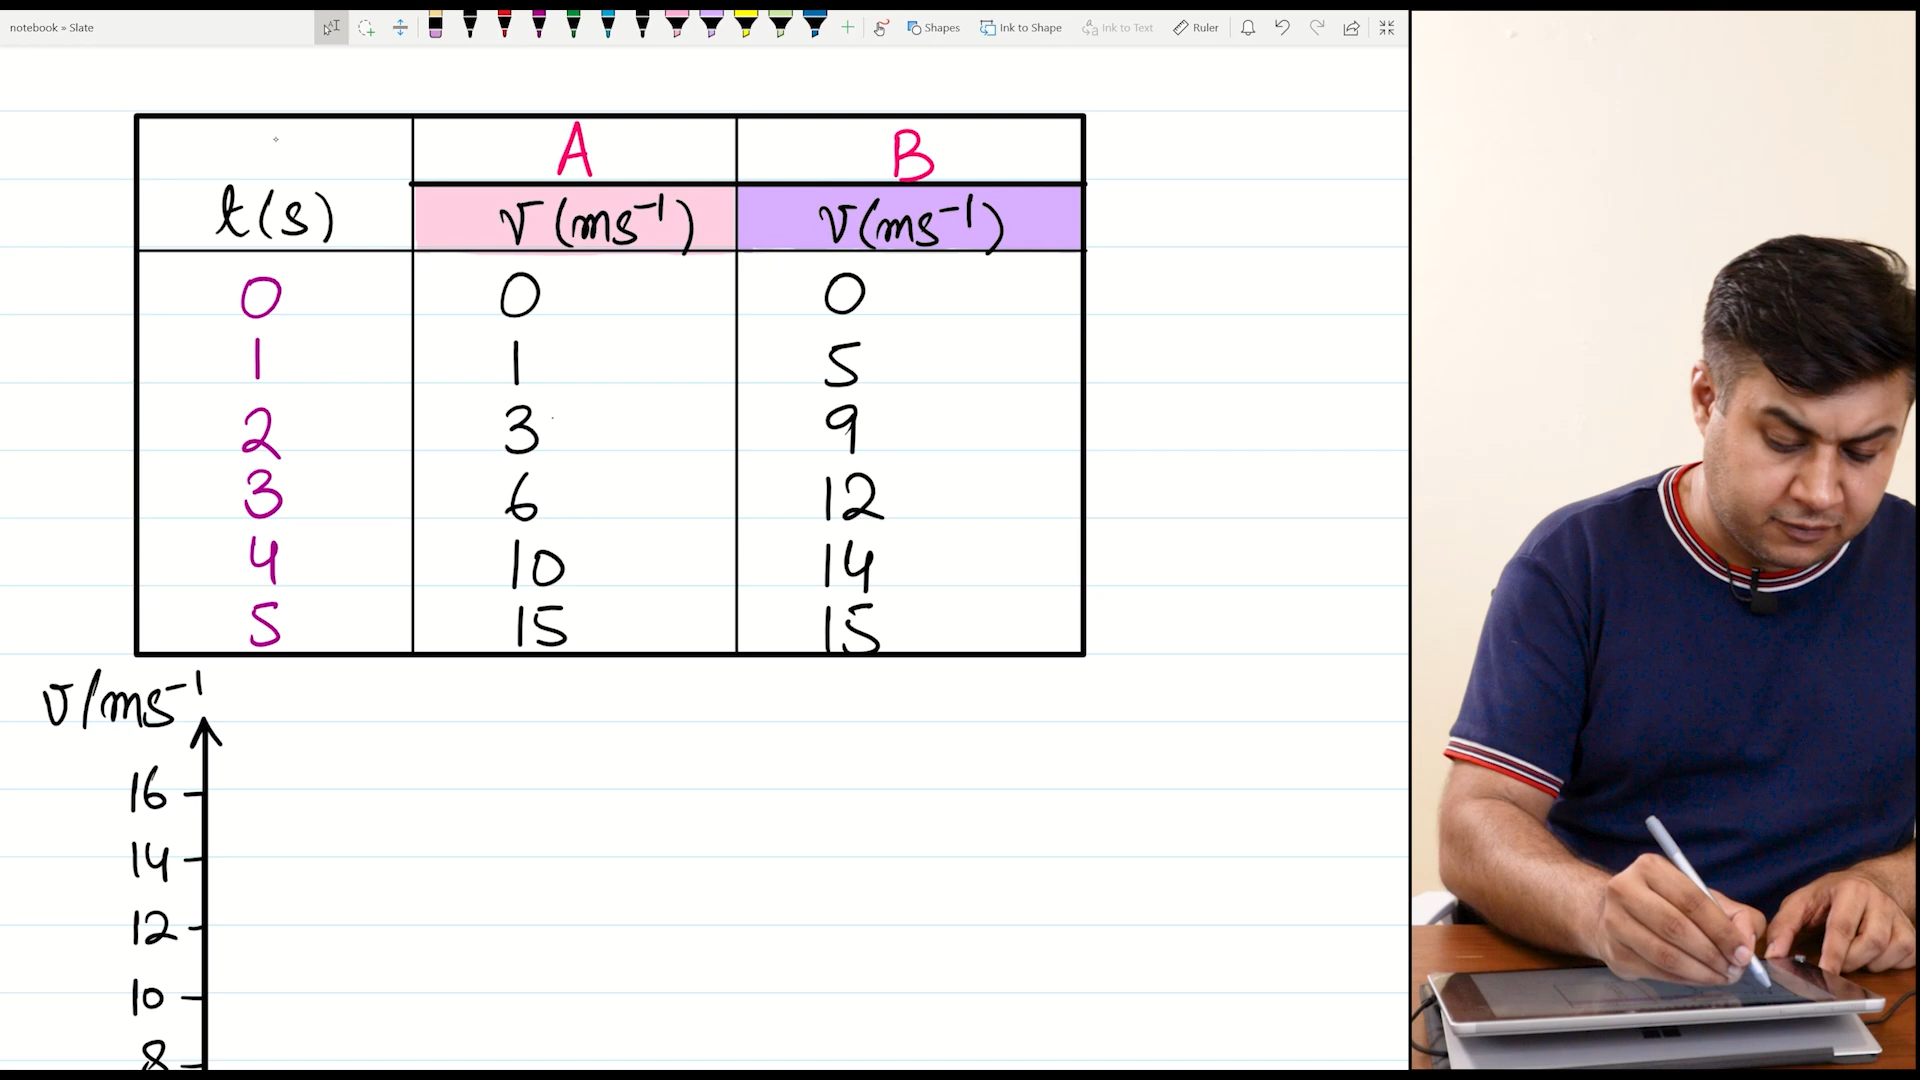 notebook » Slate
Shapes Ink to Shape Ink to Text Ruler
A B
t(s) v(ms⁻¹) v(ms⁻¹)
0 0 0
1 1 5
2 3 9
3 6 12
4 10 14
5 15 15
v/ms⁻¹
16
14
12
10
8